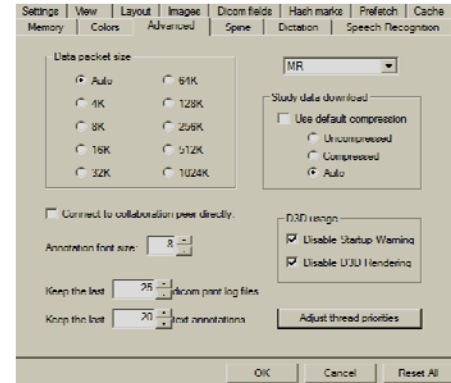 Settings View Layout Images Dicom fields Hash marks Prefetch Cache
Memory Colors Advanced Spine Dictation Speech Recognition
Data packet size
Auto 64K
4K 128K
8K 256K
16K 512K
32K 1024K
MR
Study data download
Use default compression
Uncompressed
Compressed
Auto
Connect to collaboration peer directly.
Annotation font size: 8
Keep the last 25 dicom print log files
Keep the last 20 text annotations
D3D usage
Disable Startup Warning
Disable D3D Rendering
Adjust thread priorities
OK Cancel Reset All